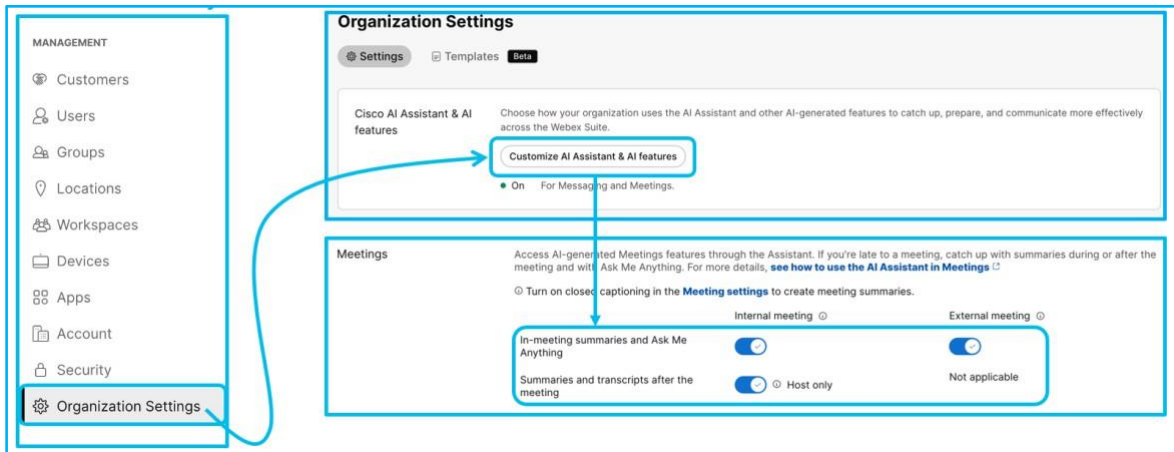 MANAGEMENT
Customers
Users
Groups
Locations
Workspaces
Devices
Apps
Account
Security
Organization Settings
Organization Settings
Settings
Templates
Beta
Cisco AI Assistant & AI
features
Choose how your organization uses the AI Assistant and other AI-generated features to catch up, prepare, and communicate more effectively
across the Webex Suite.
Customize AI Assistant & AI features
On For Messaging and Meetings.
Meetings
Access AI-generated Meetings features through the Assistant. If you're late to a meeting, catch up with summaries during or after the
meeting and with Ask Me Anything. For more details, see how to use the AI Assistant in Meetings
Turn on closed captioning in the Meeting settings to create meeting summaries.
Internal meeting
External meeting
In-meeting summaries and Ask Me
Anything
Summaries and transcripts after the
meeting
Host only
Not applicable